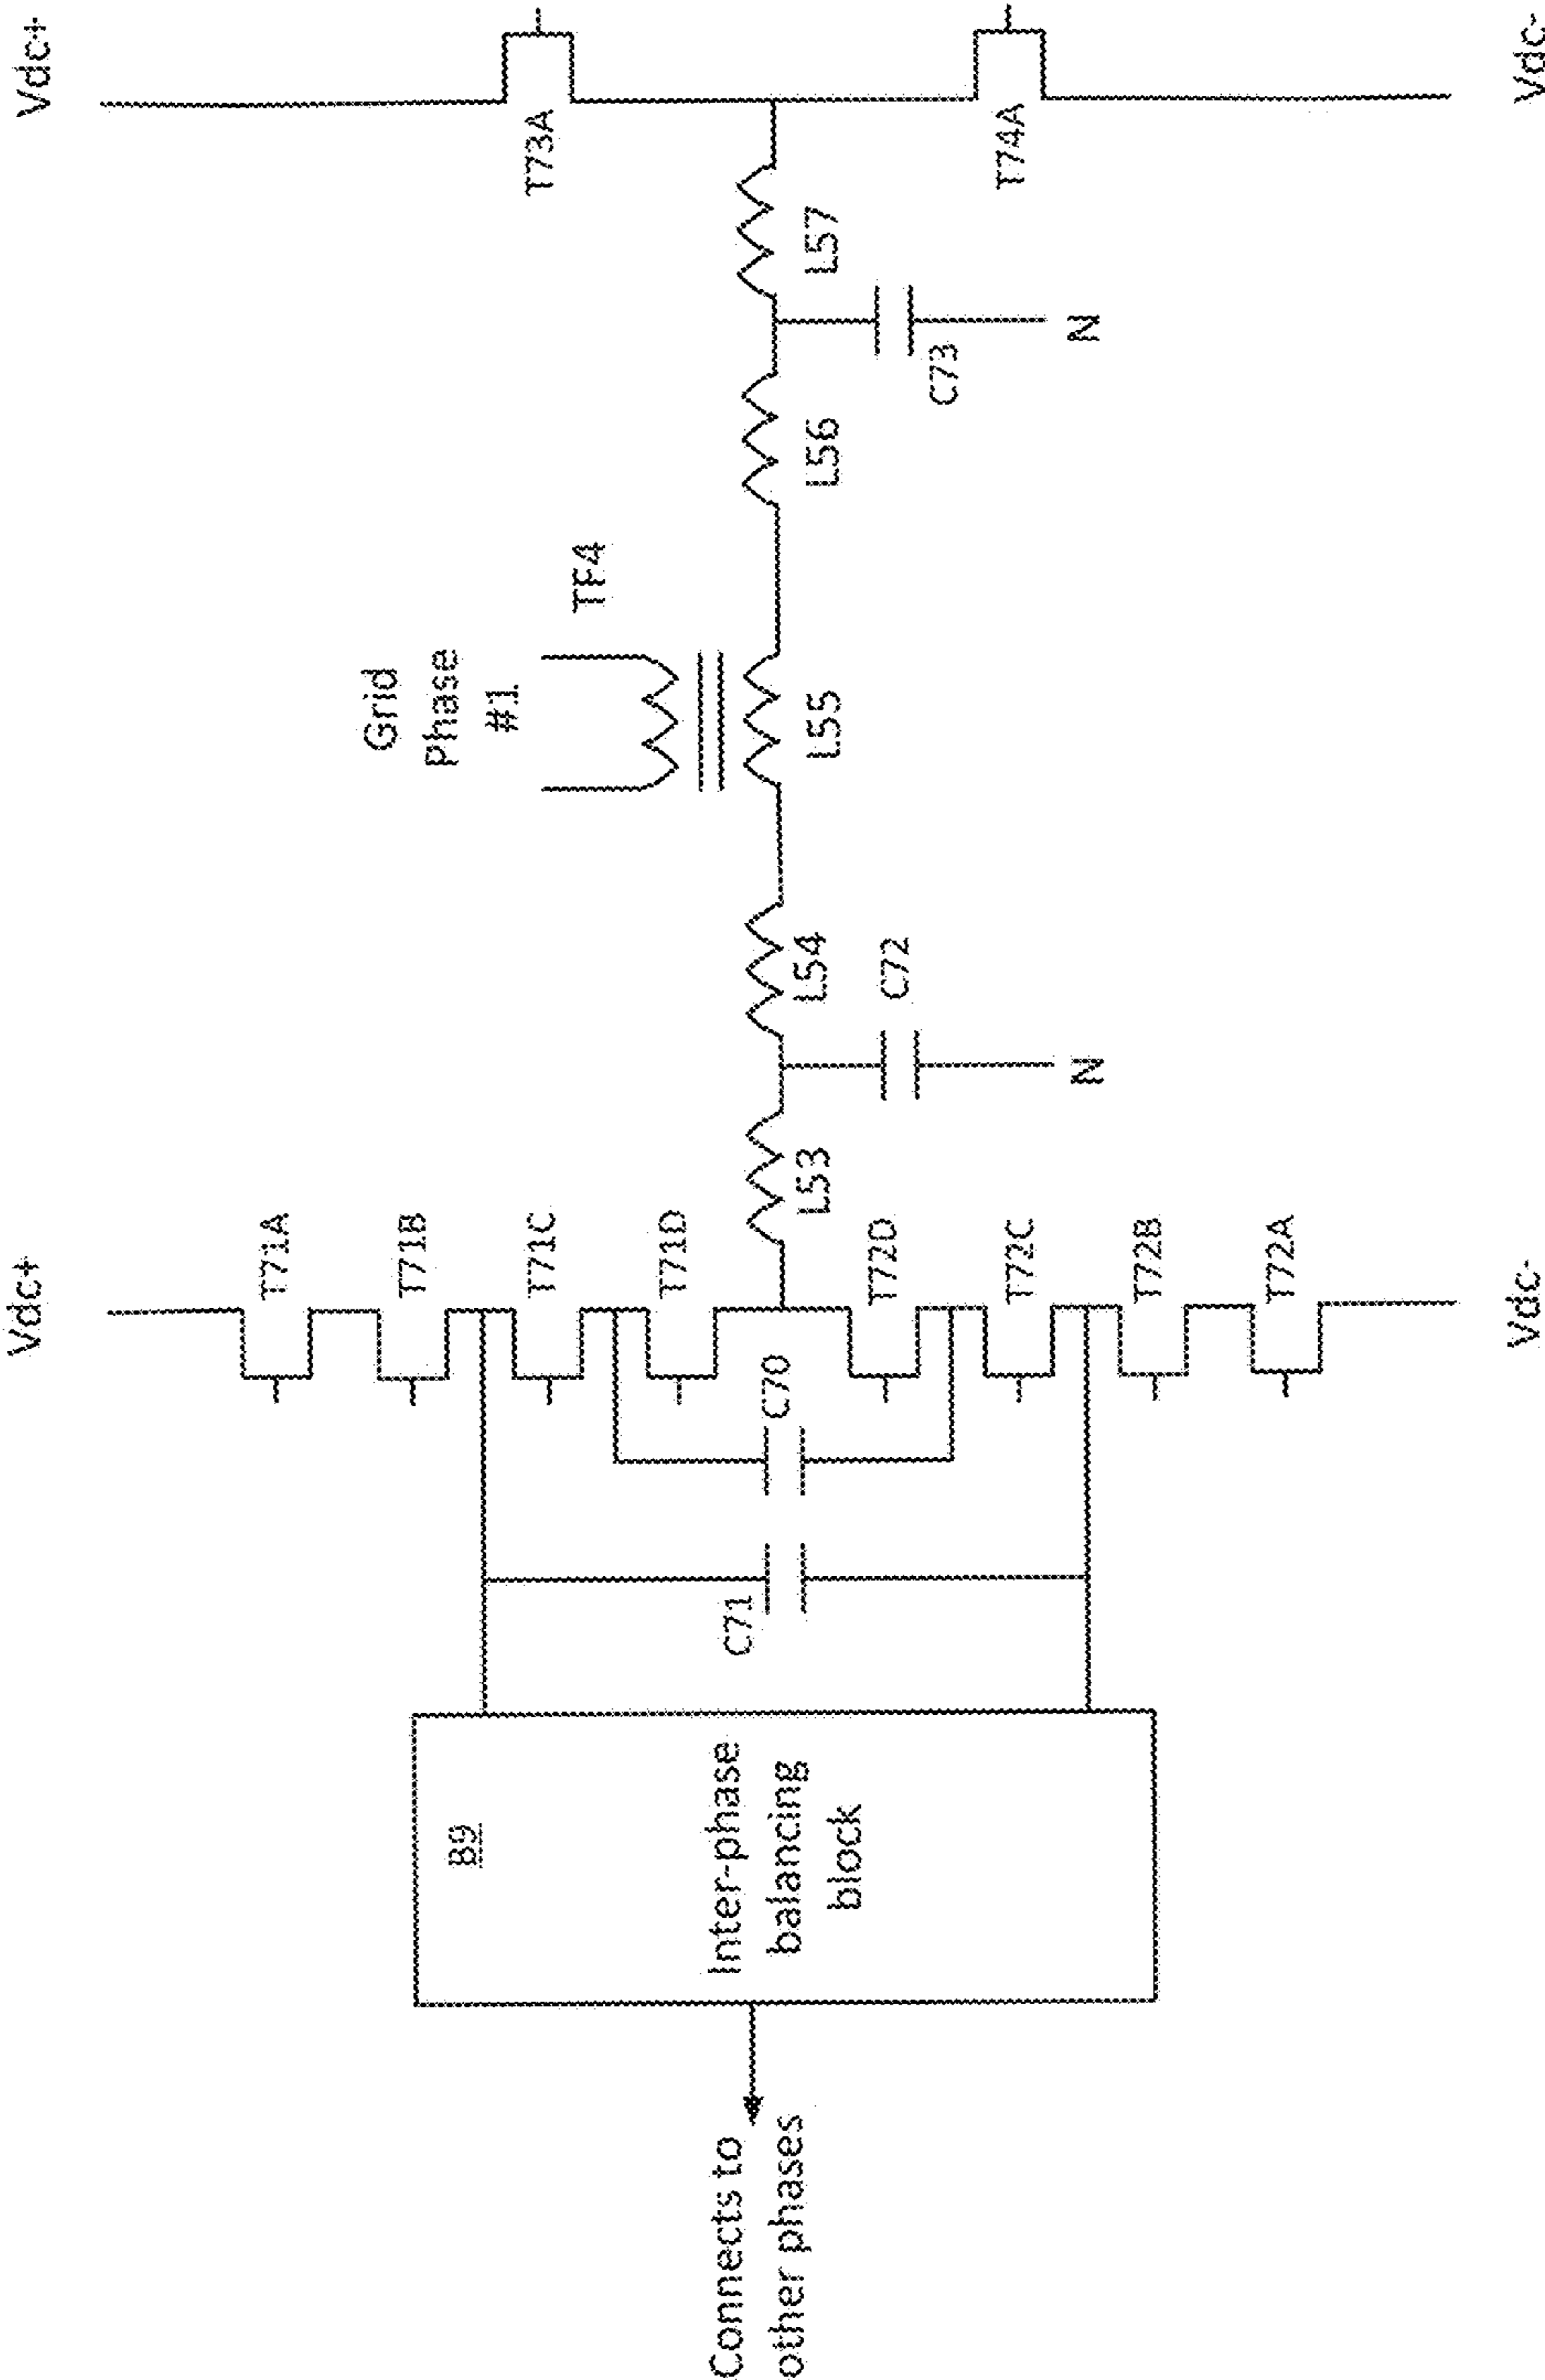 Vdc+
Vdc+
T71A
T71B
T71C
T71D
T72D
T72C
T72B
T72A
Vdc-
Vdc-
T73A
T74A
Grid
Phase
#1
TF4
L53
L54
L55
L56
L57
C70
C71
C72
C73
N
N
B9
Inter-phase
balancing
block
Connects to
other phases